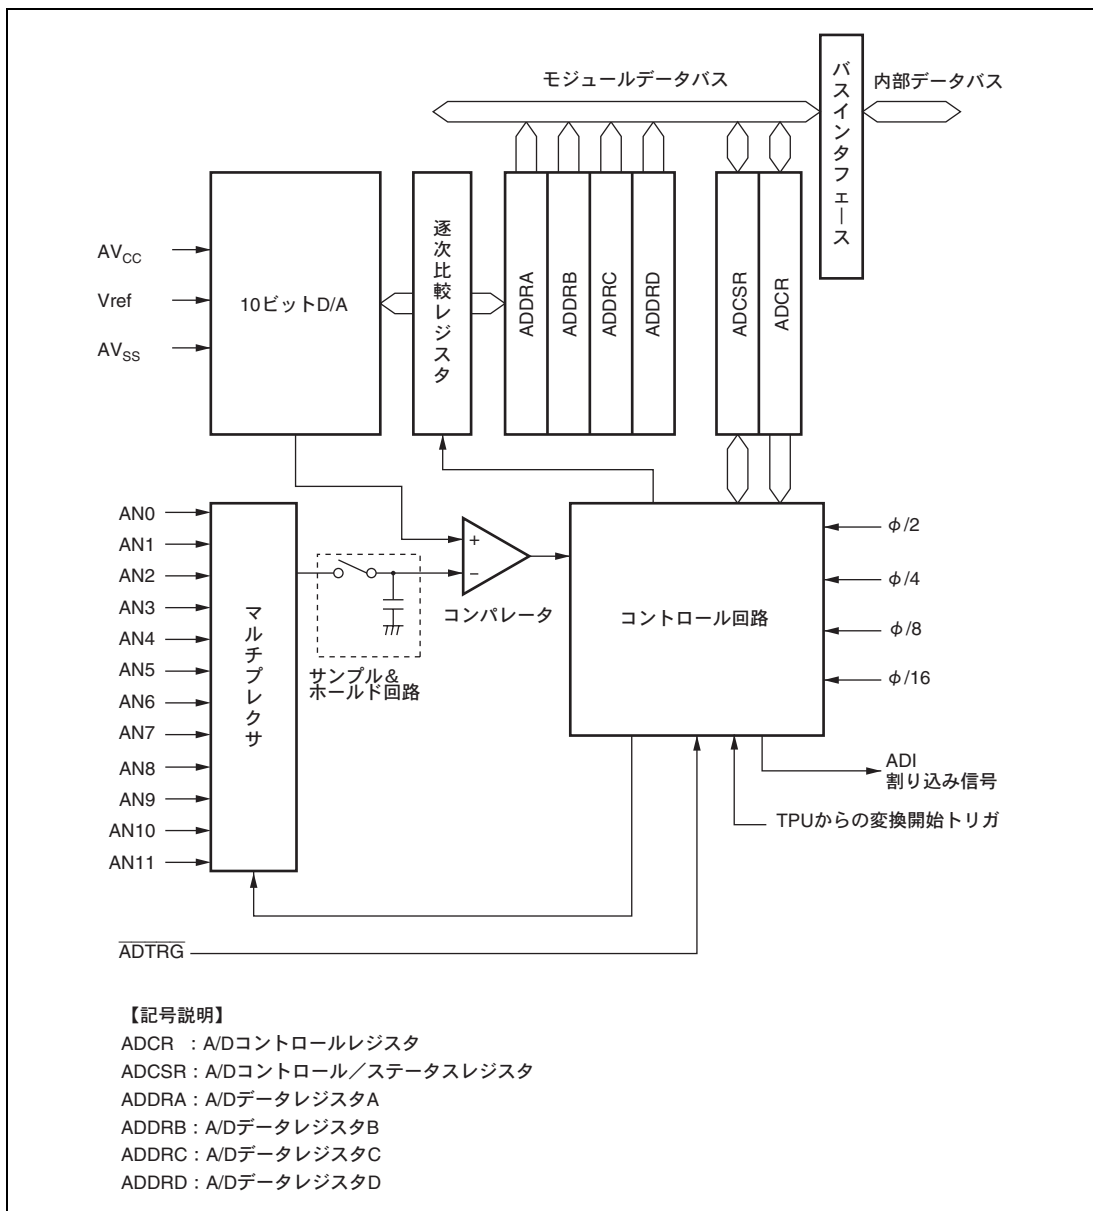 モジュールデータバス
バスインタフェース
内部データバス
AVCC
Vref
AVSS
10ビットD/A
逐次比較レジスタ
ADDRA
ADDRB
ADDRC
ADDRD
ADCSR
ADCR
AN0
AN1
AN2
AN3
AN4
AN5
AN6
AN7
AN8
AN9
AN10
AN11
マルチプレクサ
サンプル&
ホールド回路
+
−
コンパレータ
コントロール回路
φ/2
φ/4
φ/8
φ/16
ADI
割り込み信号
TPUからの変換開始トリガ
ADTRG
【記号説明】
ADCR :A/Dコントロールレジスタ
ADCSR:A/Dコントロール/ステータスレジスタ
ADDRA:A/DデータレジスタA
ADDRB:A/DデータレジスタB
ADDRC:A/DデータレジスタC
ADDRD:A/DデータレジスタD